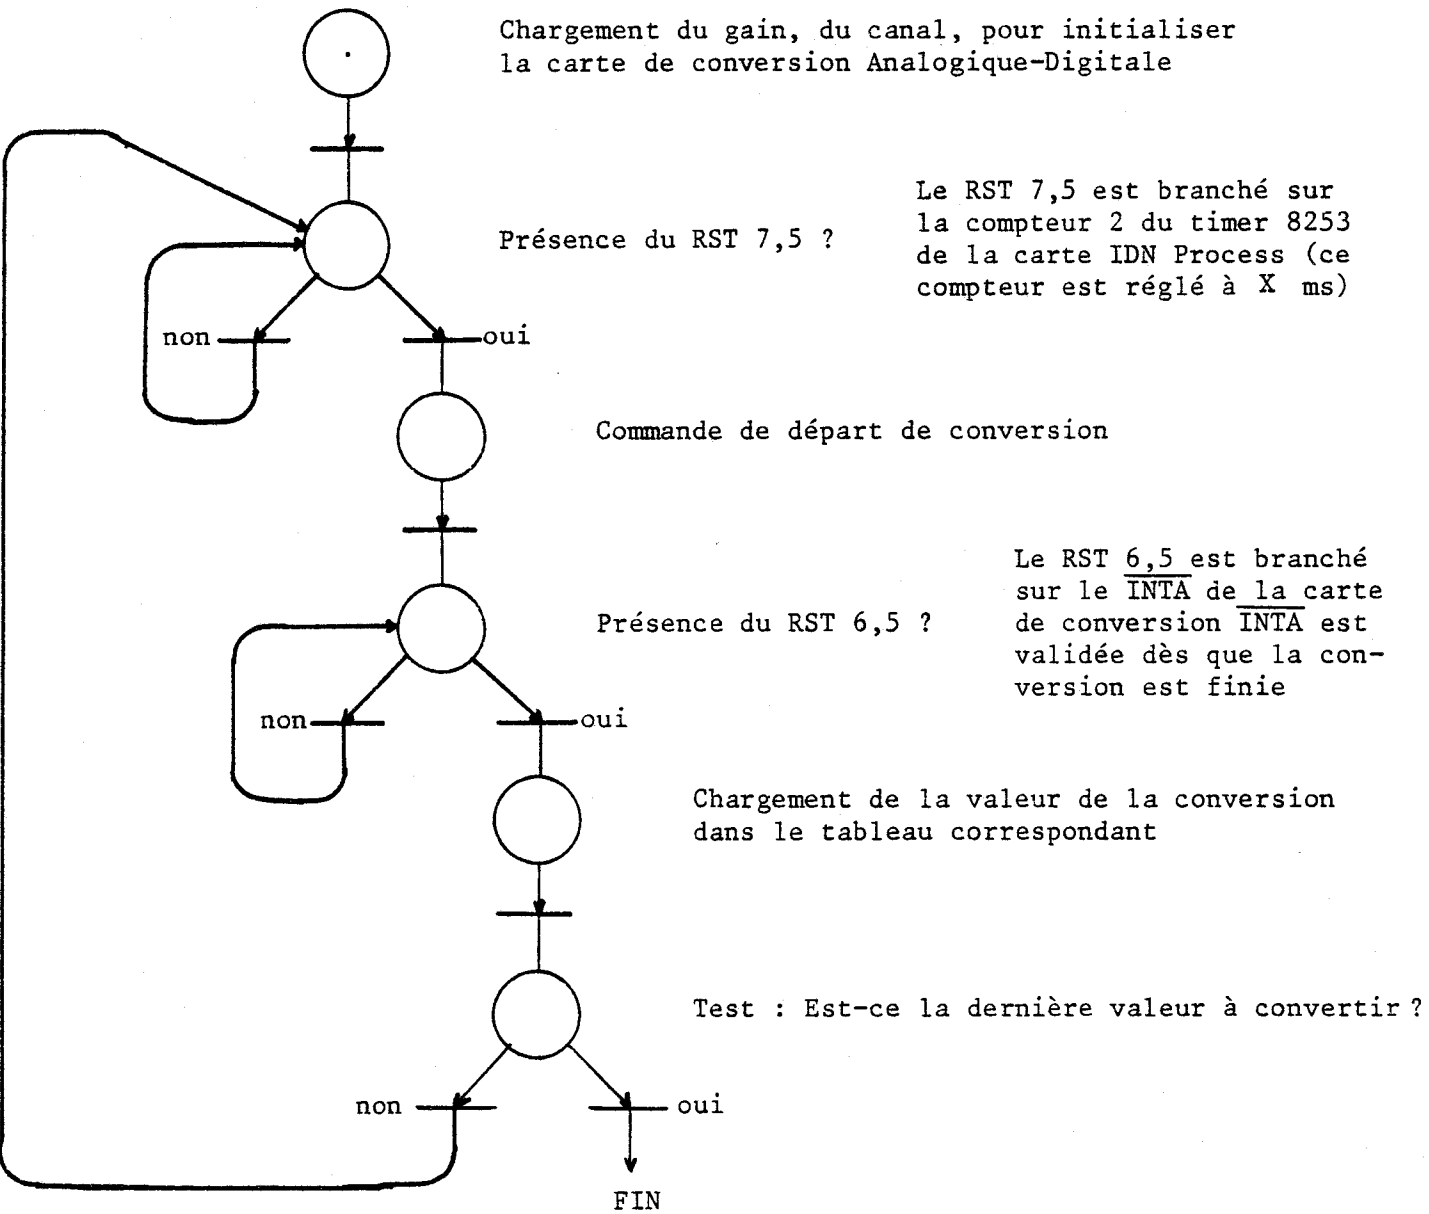 Chargement du gain, du canal, pour initialiser
la carte de conversion Analogique-Digitale
Présence du RST 7,5 ?
Le RST 7,5 est branché sur
la compteur 2 du timer 8253
de la carte IDN Process (ce
compteur est réglé à X ms)
non
oui
Commande de départ de conversion
Présence du RST 6,5 ?
Le RST 6,5 est branché
sur le I̅N̅T̅A̅ de la carte
de conversion I̅N̅T̅A̅ est
validée dès que la con-
version est finie
non
oui
Chargement de la valeur de la conversion
dans le tableau correspondant
Test : Est-ce la dernière valeur à convertir ?
non
oui
FIN